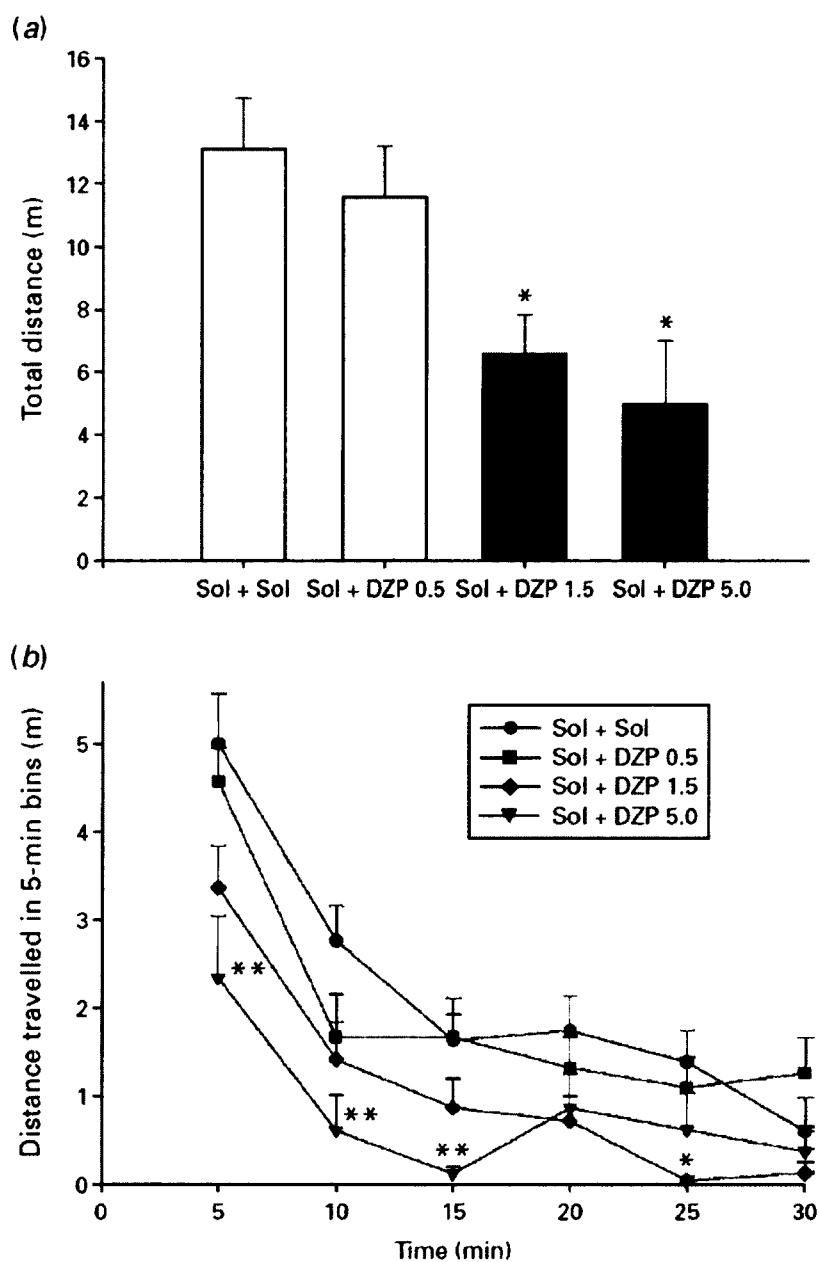 (a)
Total distance (m)
16
14
12
10
8
6
4
2
0
*
*
Sol + Sol Sol + DZP 0.5 Sol + DZP 1.5 Sol + DZP 5.0
(b)
Distance travelled in 5-min bins (m)
5
4
3
2
1
0
Sol + Sol
Sol + DZP 0.5
Sol + DZP 1.5
Sol + DZP 5.0
**
**
**
*
0 5 10 15 20 25 30
Time (min)